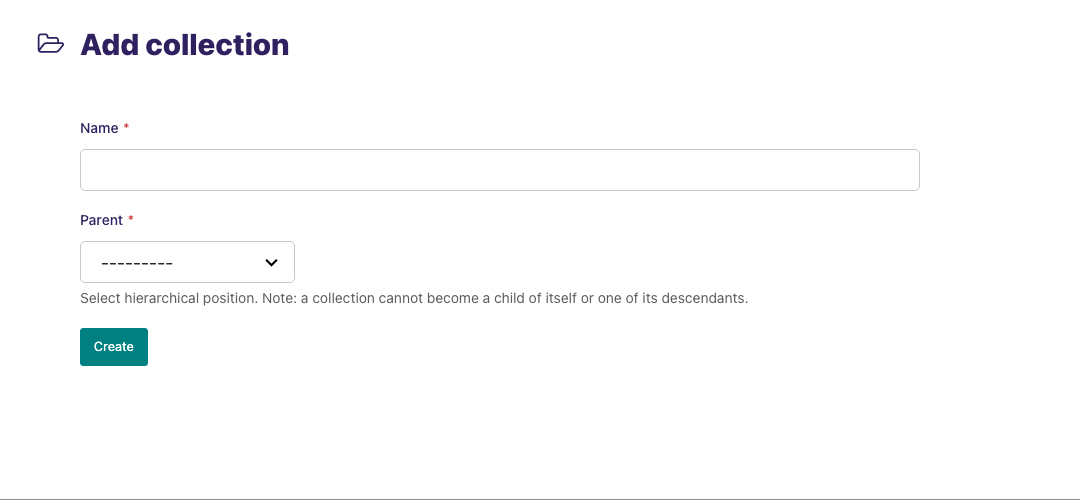 Add collection
Name *
Parent *
---------
Select hierarchical position. Note: a collection cannot become a child of itself or one of its descendants.
Create